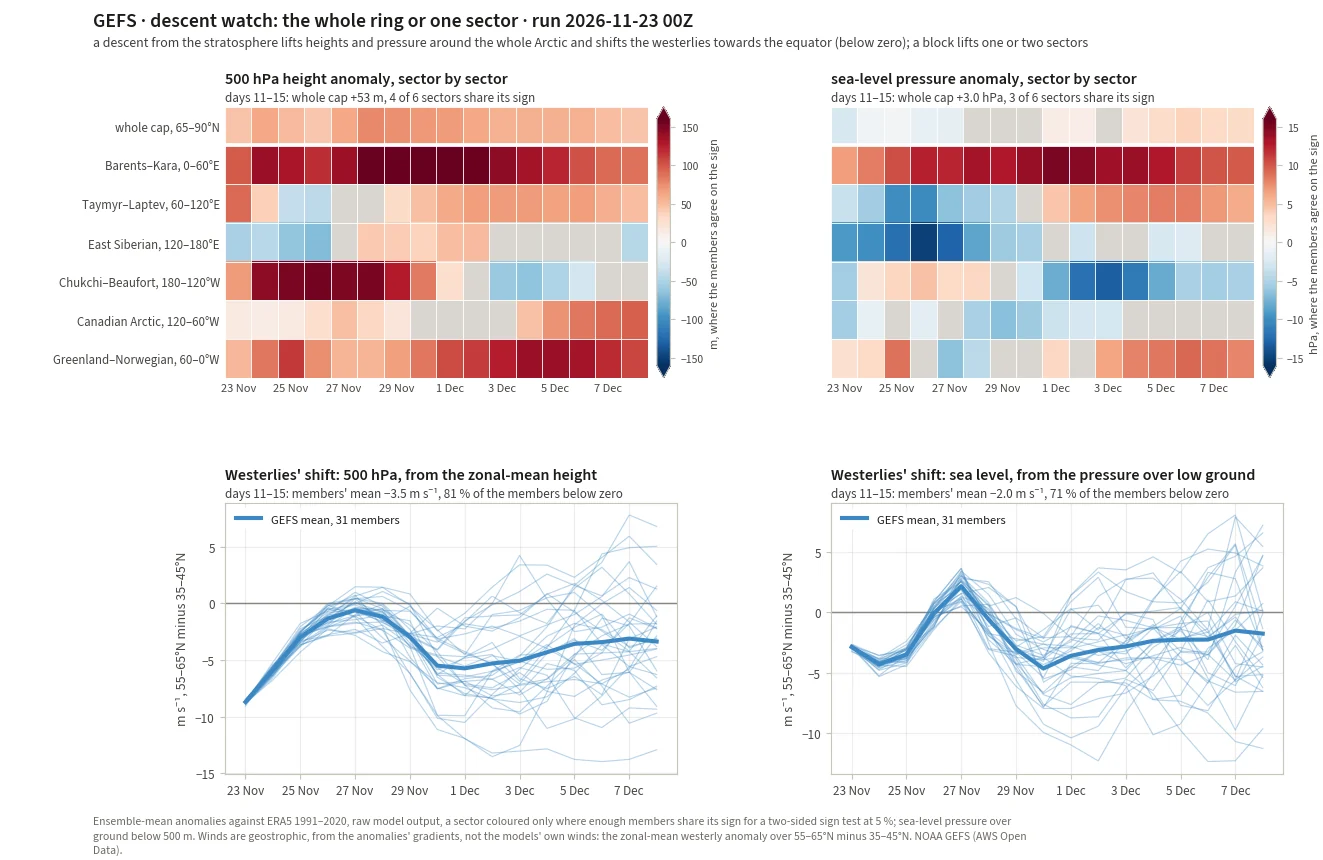 GEFS · descent watch: the whole ring or one sector · run 2026-11-23 00Z
a descent from the stratosphere lifts heights and pressure around the whole Arctic and shifts the westerlies towards the equator (below zero); a block lifts one or two sectors
500 hPa height anomaly, sector by sector
days 11–15: whole cap +53 m, 4 of 6 sectors share its sign
whole cap, 65–90°N
Barents–Kara, 0–60°E
Taymyr–Laptev, 60–120°E
East Siberian, 120–180°E
Chukchi–Beaufort, 180–120°W
Canadian Arctic, 120–60°W
Greenland–Norwegian, 60–0°W
23 Nov 25 Nov 27 Nov 29 Nov 1 Dec 3 Dec 5 Dec 7 Dec
150
100
50
0
−50
−100
−150
m, where the members agree on the sign
sea-level pressure anomaly, sector by sector
days 11–15: whole cap +3.0 hPa, 3 of 6 sectors share its sign
23 Nov 25 Nov 27 Nov 29 Nov 1 Dec 3 Dec 5 Dec 7 Dec
15
10
5
0
−5
−10
−15
hPa, where the members agree on the sign
Westerlies' shift: 500 hPa, from the zonal-mean height
days 11–15: members' mean −3.5 m s⁻¹, 81 % of the members below zero
GEFS mean, 31 members
m s⁻¹, 55–65°N minus 35–45°N
5
0
−5
−10
−15
23 Nov 25 Nov 27 Nov 29 Nov 1 Dec 3 Dec 5 Dec 7 Dec
Westerlies' shift: sea level, from the pressure over low ground
days 11–15: members' mean −2.0 m s⁻¹, 71 % of the members below zero
GEFS mean, 31 members
m s⁻¹, 55–65°N minus 35–45°N
5
0
−5
−10
23 Nov 25 Nov 27 Nov 29 Nov 1 Dec 3 Dec 5 Dec 7 Dec
Ensemble-mean anomalies against ERA5 1991–2020, raw model output, a sector coloured only where enough members share its sign for a two-sided sign test at 5 %; sea-level pressure over
ground below 500 m. Winds are geostrophic, from the anomalies' gradients, not the models' own winds: the zonal-mean westerly anomaly over 55–65°N minus 35–45°N. NOAA GEFS (AWS Open
Data).